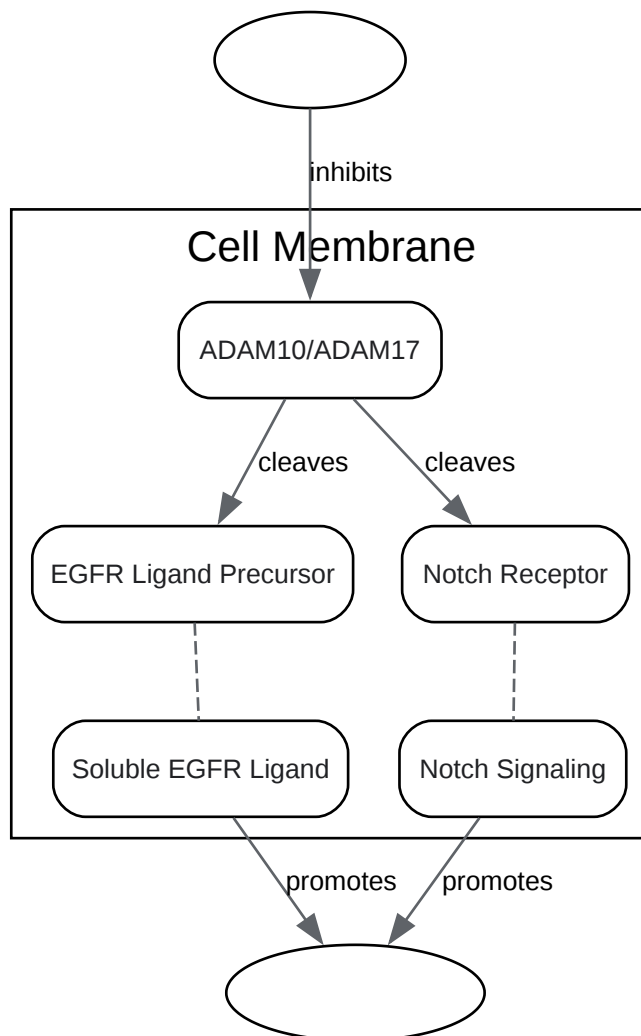 inhibits
Cell Membrane
ADAM10/ADAM17
cleaves
cleaves
EGFR Ligand Precursor
Notch Receptor
Soluble EGFR Ligand
Notch Signaling
promotes
promotes